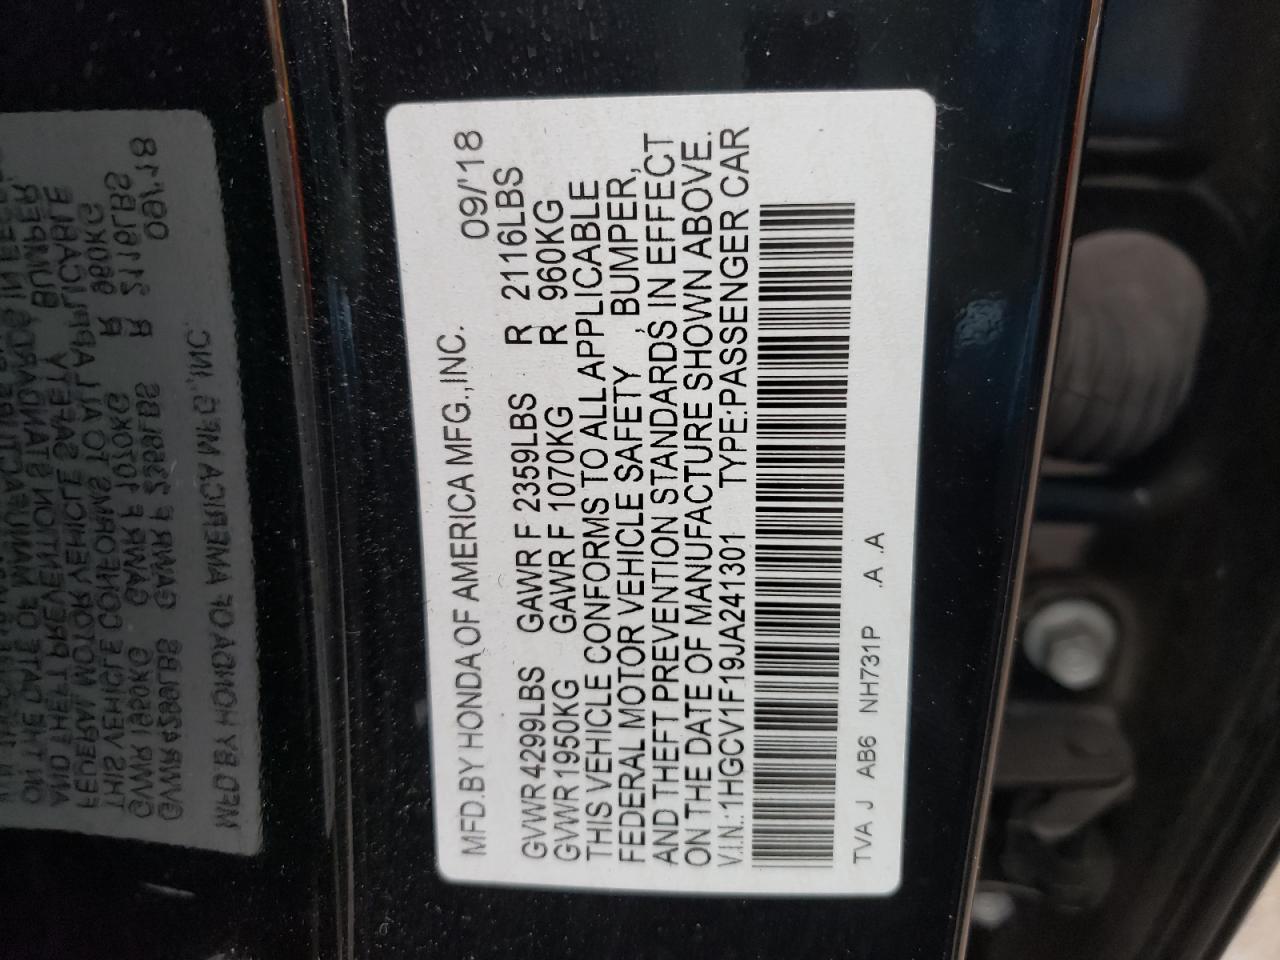 MFD.BY HONDA OF AMERICA MFG.,INC. 09/'18
GVWR 4299LBS GAWR F 2359LBS R 2116LBS
GVWR 1950KG GAWR F 1070KG R 960KG
THIS VEHICLE CONFORMS TO ALL APPLICABLE
FEDERAL MOTOR VEHICLE SAFETY, BUMPER,
AND THEFT PREVENTION STANDARDS IN EFFECT
ON THE DATE OF MANUFACTURE SHOWN ABOVE.
V.I.N.:1HGCV1F19JA241301 TYPE:PASSENGER CAR
TVA J AB6 NH731P .A .A